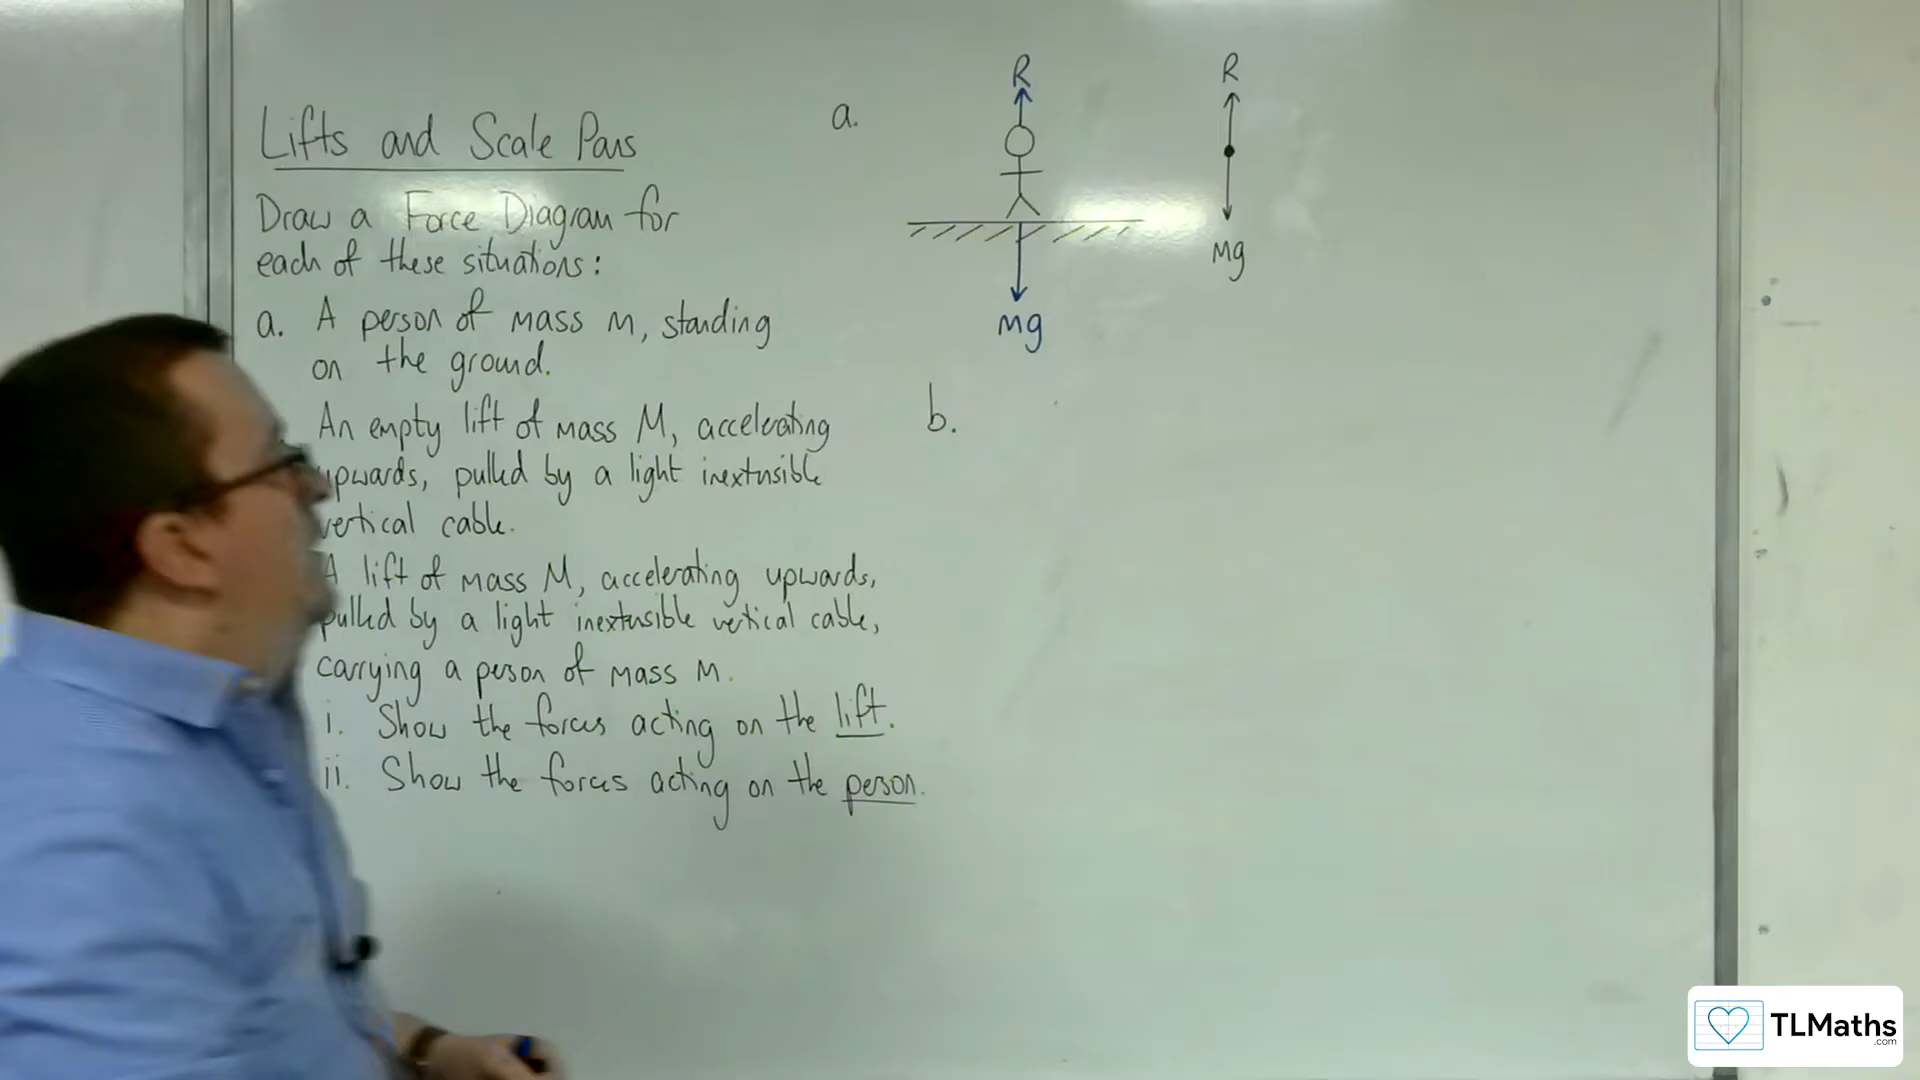 Lifts and Scale Pans
Draw a Force Diagram for
each of these situations:
a. A person of mass m, standing
on the ground.
An empty lift of mass M, accelerating
upwards, pulled by a light inextensible
vertical cable.
A lift of mass M, accelerating upwards,
pulled by a light inextensible vertical cable,
carrying a person of mass m.
i. Show the forces acting on the lift.
ii. Show the forces acting on the person.
a.
R
mg
R
mg
b.
TLMaths
.com